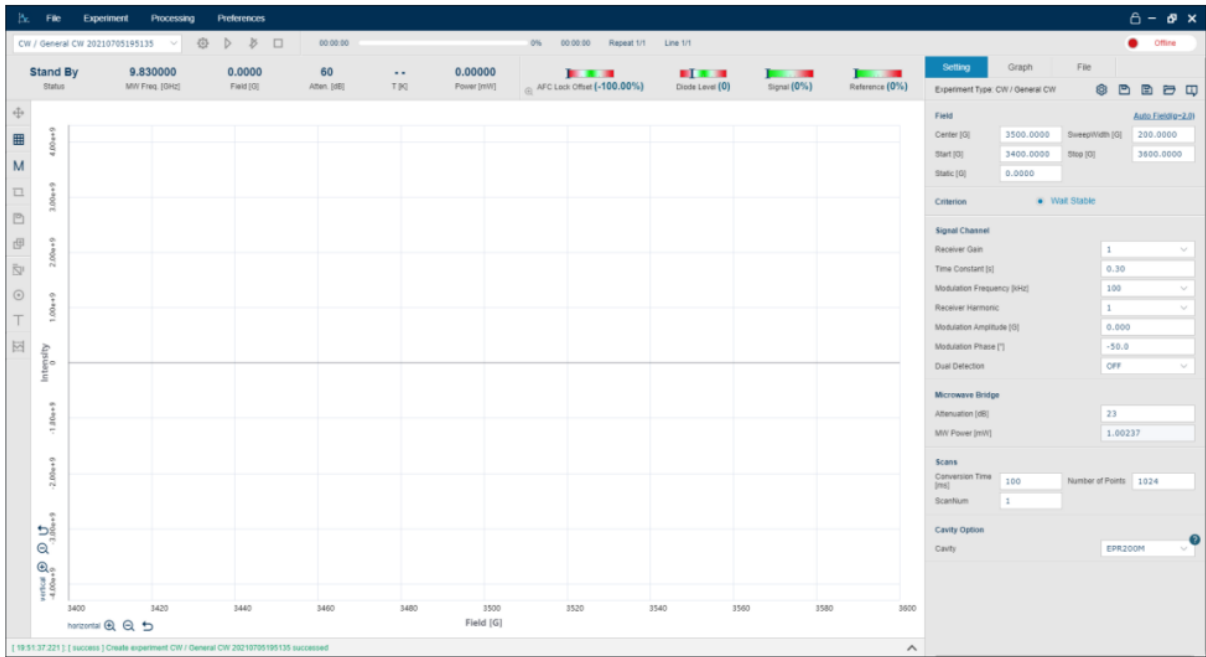 File Experiment Processing Preferences
CW / General CW 20210705195135 00:00:00 0% 00:00:00 Repeat 1/1 Line 1/1 Offline
Stand By 9.830000 0.0000 60 -- 0.00000
Status MW Freq. [GHz] Field [G] Atten. [dB] T [K] Power [mW] AFC Lock Offset (-100.00%) Diode Level (0) Signal (0%) Reference (0%)
Setting Graph File
Experiment Type: CW / General CW
Field Auto Field(g=2.0)
Center [G] 3500.0000 SweepWidth [G] 200.0000
Start [G] 3400.0000 Stop [G] 3600.0000
Static [G] 0.0000
Criterion Wait Stable
Signal Channel
Receiver Gain 1
Time Constant [s] 0.30
Modulation Frequency [kHz] 100
Receiver Harmonic 1
Modulation Amplitude [G] 0.000
Modulation Phase [°] -50.0
Dual Detection OFF
Microwave Bridge
Attenuation [dB] 23
MW Power [mW] 1.00237
Scans
Conversion Time [ms] 100 Number of Points 1024
ScanNum 1
Cavity Option
Cavity EPR200M
M
T
4.00e+9
3.00e+9
2.00e+9
1.00e+9
0
-1.00e+9
-2.00e+9
-3.00e+9
-4.00e+9
Intensity
vertical
3400 3420 3440 3460 3480 3500 3520 3540 3560 3580 3600
Field [G]
horizontal
[ 19:51:37.221 ] [ success ] Create experiment CW / General CW 20210705195135 successed